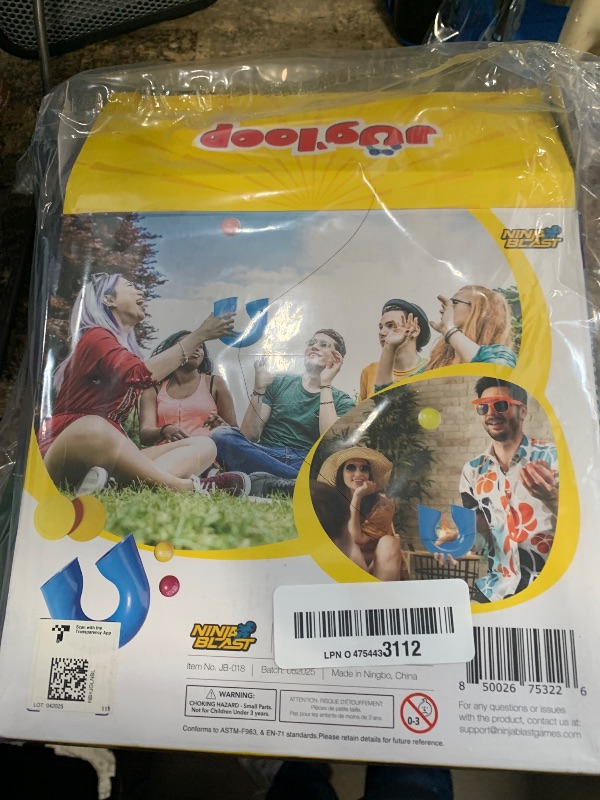 Jüg'loop
NINJA
BLAST
Scan with the
Transparency App
LOT: 042025
NINJA
BLAST
LPN O 4754433112
Item No. JB-018 | Batch: 052025 | Made in Ningbo, China
WARNING:
CHOKING HAZARD - Small Parts.
Not for Children Under 3 years.
ATTENTION: RISQUE D'ÉTOUFFEMENT
Pièces de petite taille.
Pas pour les enfants de moins de 3 ans.
0-3
Conforms to ASTM-F963, & EN-71 standards.Please retain details for future reference.
8 50026 75322 6
For any questions or issues
with the product, contact us at:
support@ninjablastgames.com